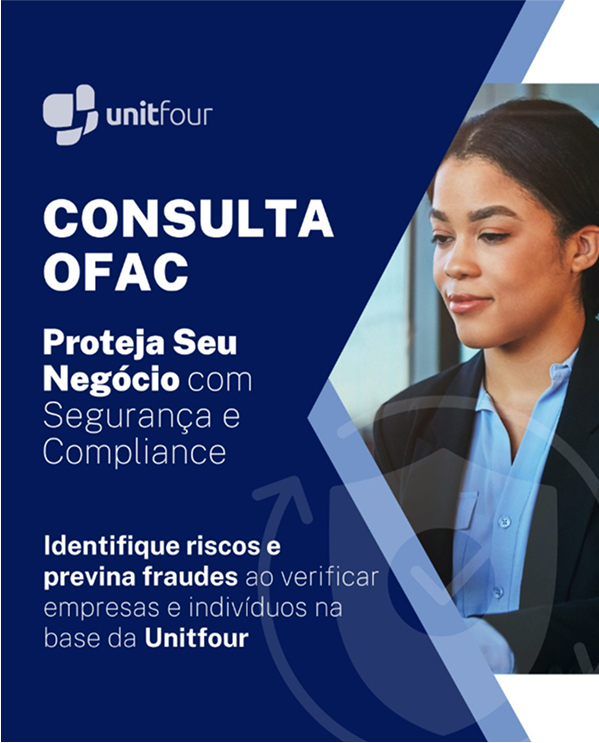 unitfour
CONSULTA
OFAC
Proteja Seu
Negócio com
Segurança e
Compliance
Identifique riscos e
previna fraudes ao verificar
empresas e indivíduos na
base da Unitfour